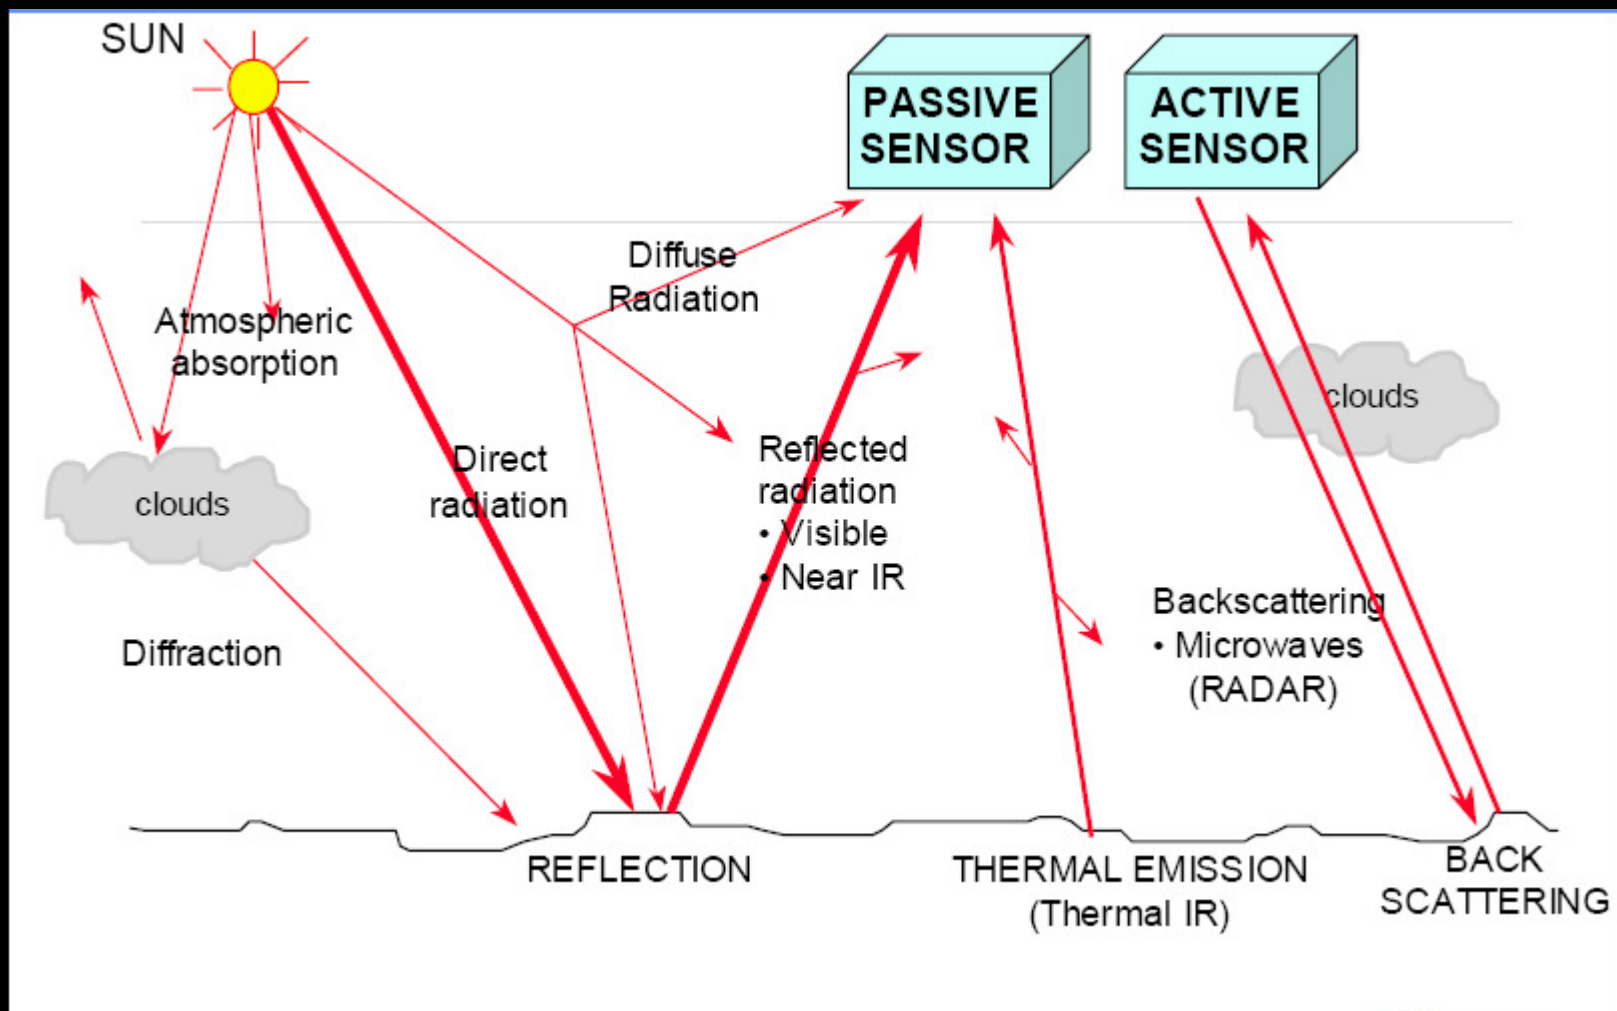 SUN
PASSIVE
SENSOR
ACTIVE
SENSOR
Diffuse
Radiation
Atmospheric
absorption
clouds
Direct
radiation
Reflected
radiation
• Visible
• Near IR
clouds
Diffraction
Backscattering
• Microwaves
(RADAR)
REFLECTION
THERMAL EMISSION
(Thermal IR)
BACK
SCATTERING